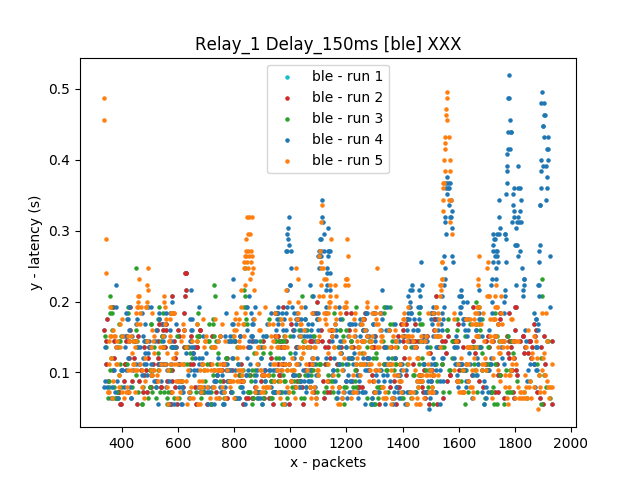 Relay_1 Delay_150ms [ble] XXX
ble - run 1
ble - run 2
ble - run 3
ble - run 4
ble - run 5
y - latency (s)
0.5
0.4
0.3
0.2
0.1
400 600 800 1000 1200 1400 1600 1800 2000
x - packets